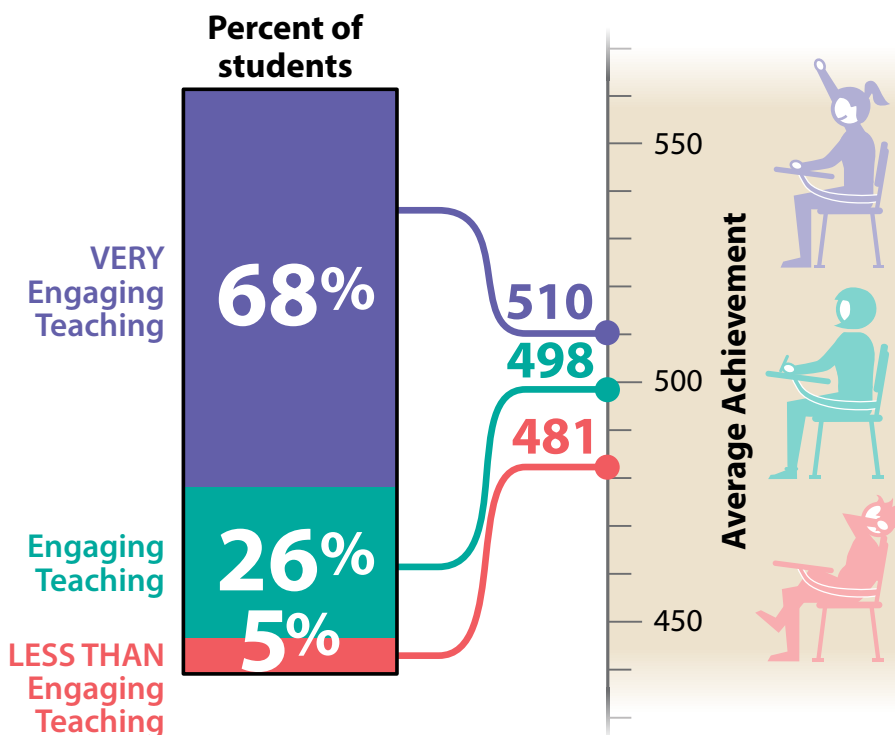 Percent of
students
550
VERY
Engaging
Teaching
68%
510
498
500
481
Average Achievement
Engaging
Teaching
26%
5%
450
LESS THAN
Engaging
Teaching